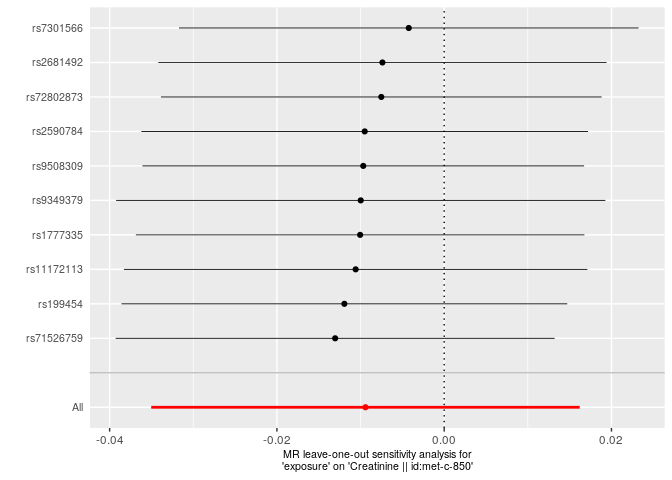 rs7301566
rs2681492
rs72802873
rs2590784
rs9508309
rs9349379
rs1777335
rs11172113
rs199454
rs71526759
All
-0.04 -0.02 0.00 0.02
MR leave-one-out sensitivity analysis for
'exposure' on 'Creatinine || id:met-c-850'